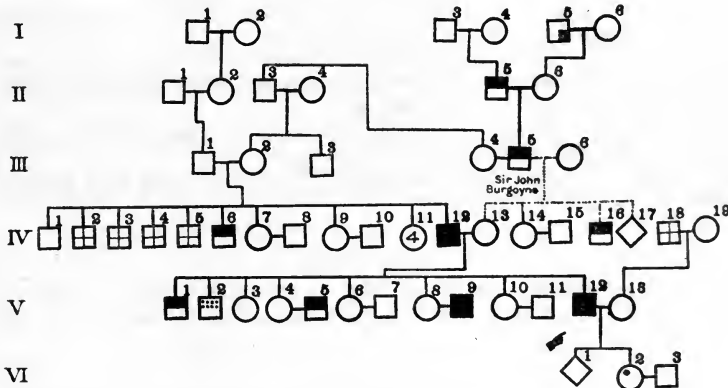 I 1 2 3 4 5 6
II 1 2 3 4 5 6
III 1 2 3 4 5 6
Sir John
Burgoyne
IV 1 2 3 4 5 6 7 8 9 10 11 4 12 13 14 15 16 17 18 19
V 1 2 3 4 5 6 7 8 9 10 11 12 13
VI 1 2 3